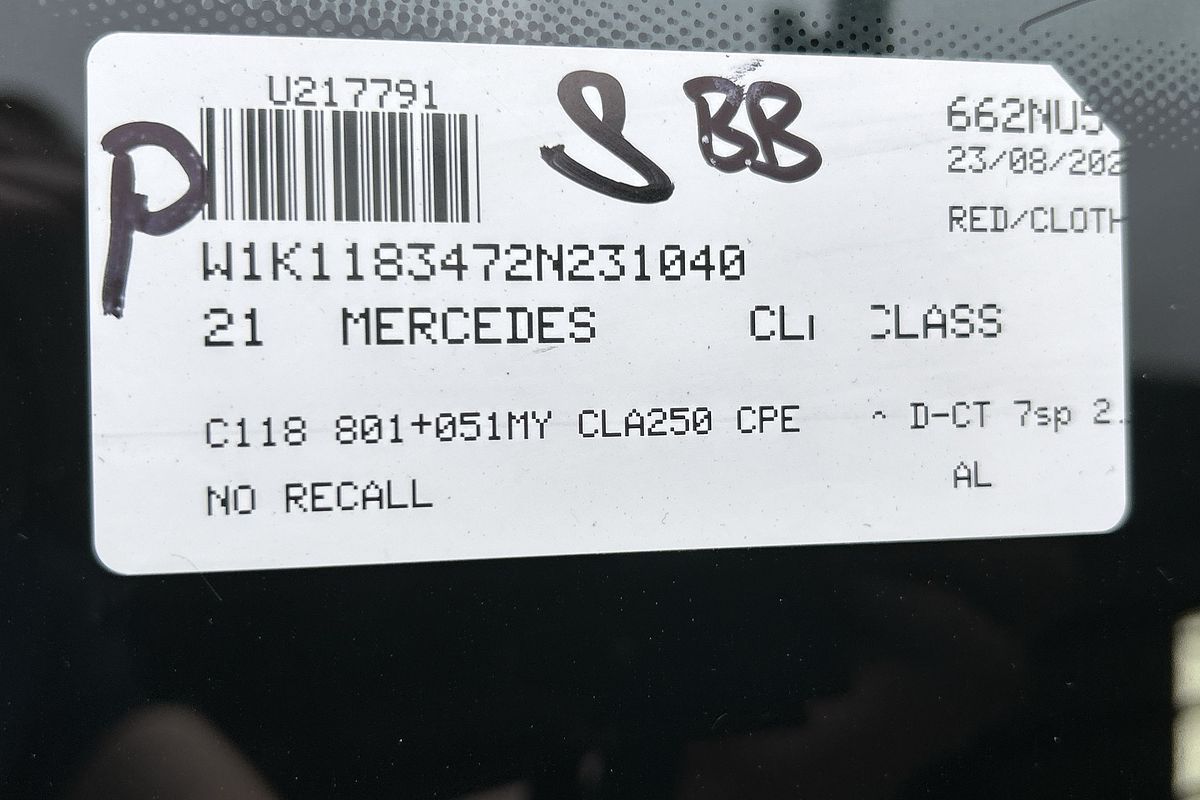 U217791
P
8 BB
662NU5
23/08/202
RED/CLOTH
W1K1183472N231040
21 MERCEDES CL CLASS
C118 801+051MY CLA250 CPE D-CT 7sp 2.
NO RECALL
AL